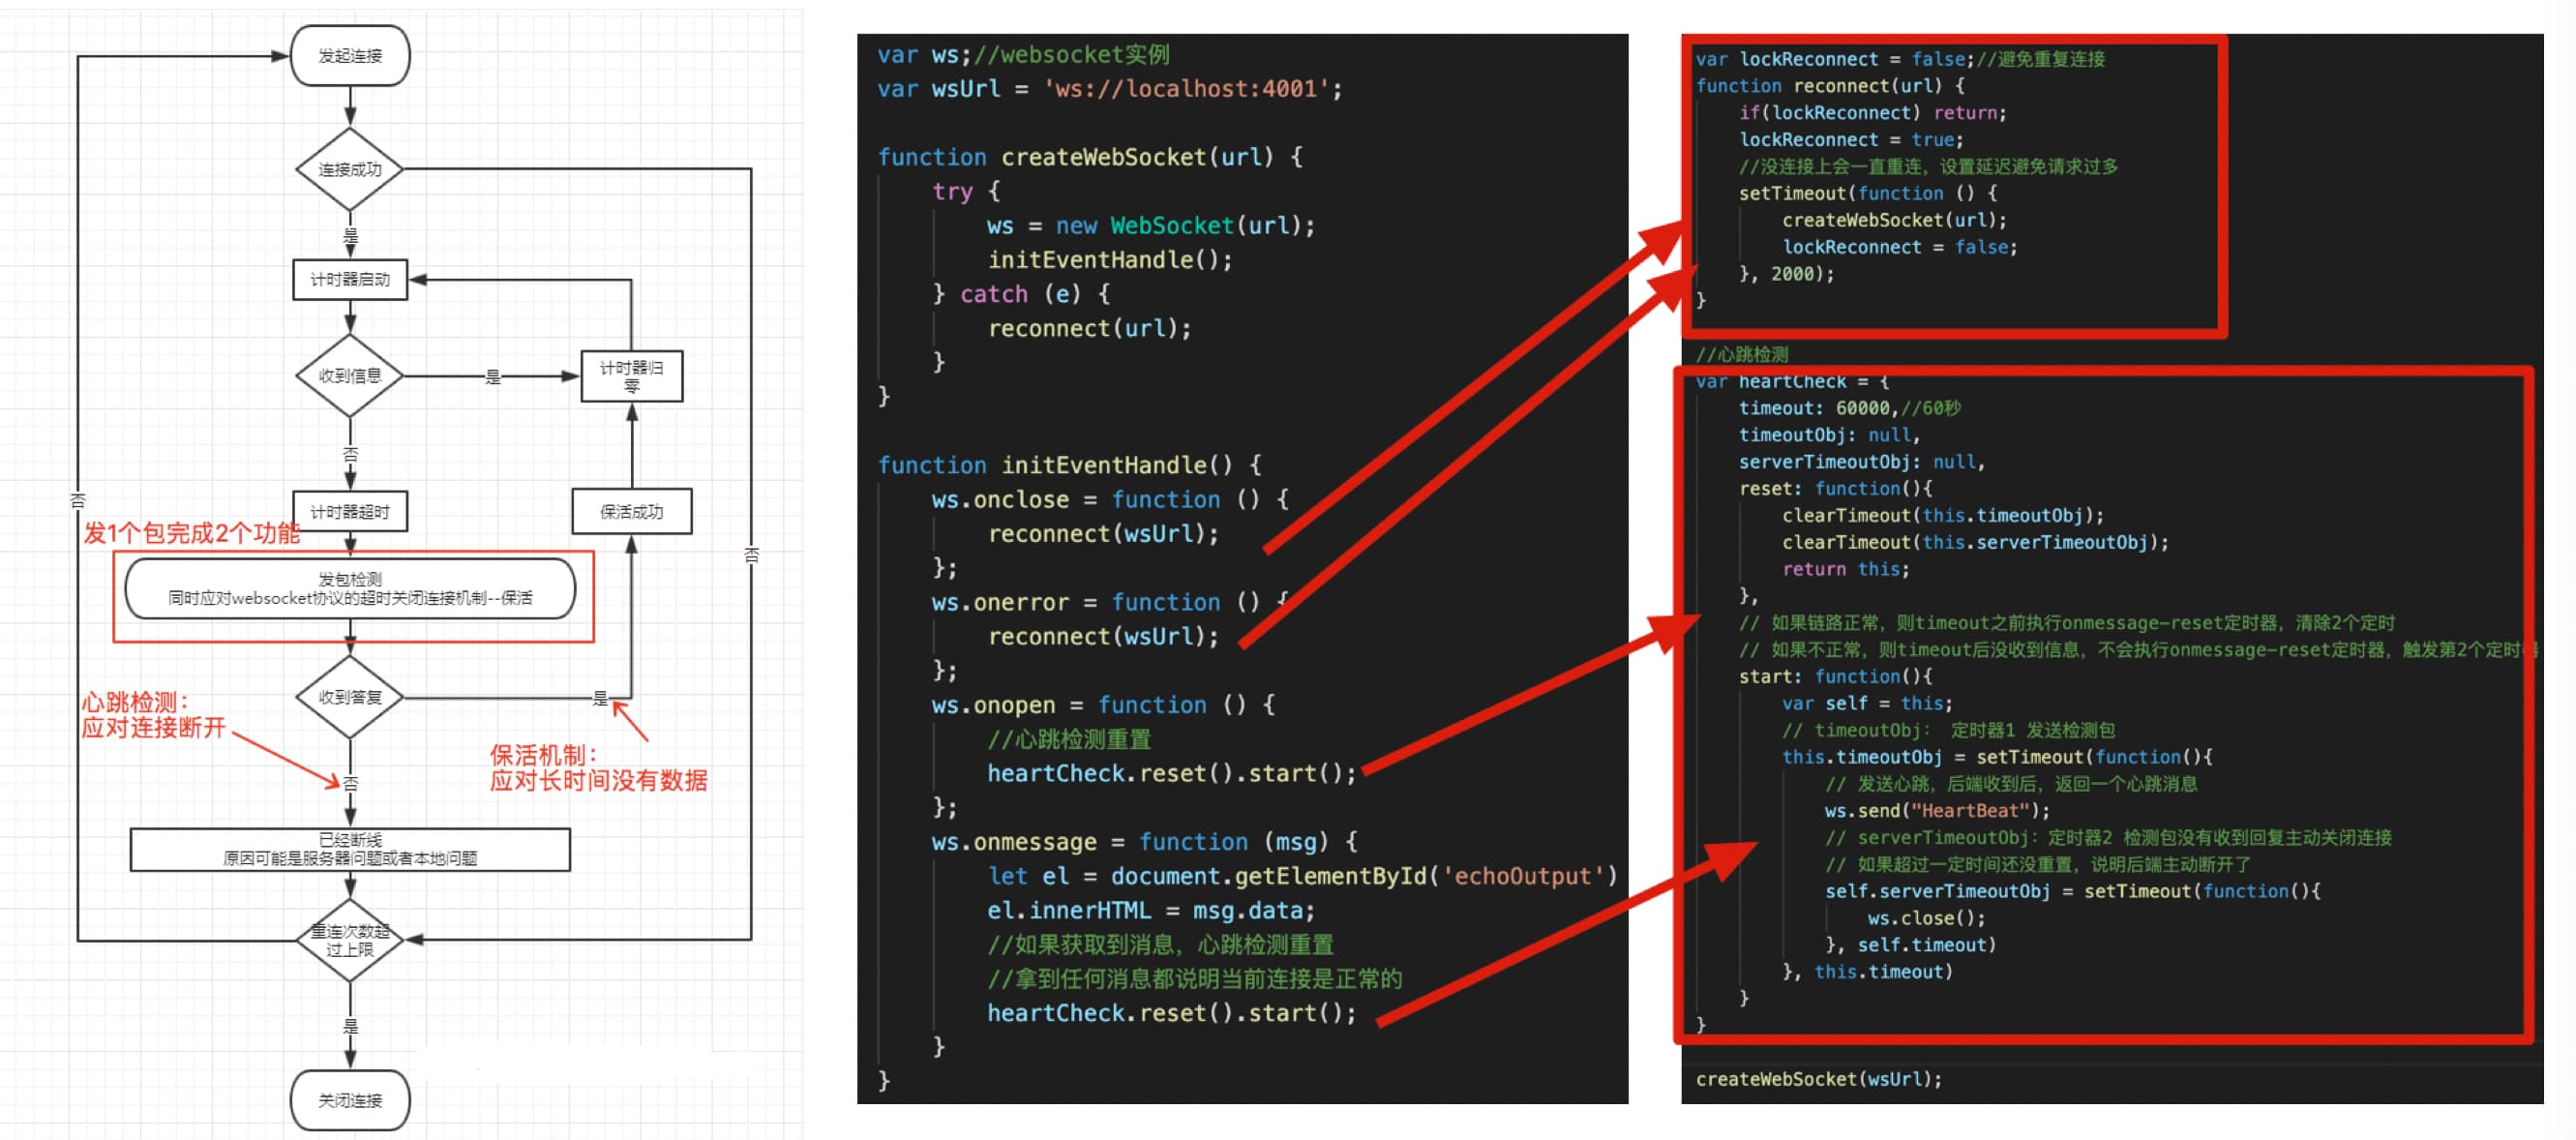 发起连接
连接成功
是
计时器启动
收到信息
是
计时器归
零
否
计时器超时
保活成功
否
否
发1个包完成2个功能
发包检测
同时应对websocket协议的超时关闭连接机制--保活
收到答复
是
心跳检测：
应对连接断开
保活机制：
应对长时间没有数据
否
已经断线
原因可能是服务器问题或者本地问题
重连次数超
过上限
是
关闭连接
var ws;//websocket实例
var wsUrl = 'ws://localhost:4001';
function createWebSocket(url) {
try {
ws = new WebSocket(url);
initEventHandle();
} catch (e) {
reconnect(url);
}
}
function initEventHandle() {
ws.onclose = function () {
reconnect(wsUrl);
};
ws.onerror = function () {
reconnect(wsUrl);
};
ws.onopen = function () {
//心跳检测重置
heartCheck.reset().start();
};
ws.onmessage = function (msg) {
let el = document.getElementById('echoOutput')
el.innerHTML = msg.data;
//如果获取到消息，心跳检测重置
//拿到任何消息都说明当前连接是正常的
heartCheck.reset().start();
}
}
var lockReconnect = false;//避免重复连接
function reconnect(url) {
if(lockReconnect) return;
lockReconnect = true;
//没连接上会一直重连，设置延迟避免请求过多
setTimeout(function () {
createWebSocket(url);
lockReconnect = false;
}, 2000);
}
//心跳检测
var heartCheck = {
timeout: 60000,//60秒
timeoutObj: null,
serverTimeoutObj: null,
reset: function(){
clearTimeout(this.timeoutObj);
clearTimeout(this.serverTimeoutObj);
return this;
},
// 如果链路正常，则timeout之前执行onmessage-reset定时器，清除2个定时
// 如果不正常，则timeout后没收到信息，不会执行onmessage-reset定时器，触发第2个定时器
start: function(){
var self = this;
// timeoutObj： 定时器1 发送检测包
this.timeoutObj = setTimeout(function(){
// 发送心跳，后端收到后，返回一个心跳消息
ws.send("HeartBeat");
// serverTimeoutObj：定时器2 检测包没有收到回复主动关闭连接
// 如果超过一定时间还没重置，说明后端主动断开了
self.serverTimeoutObj = setTimeout(function(){
ws.close();
}, self.timeout)
}, this.timeout)
}
}
createWebSocket(wsUrl);